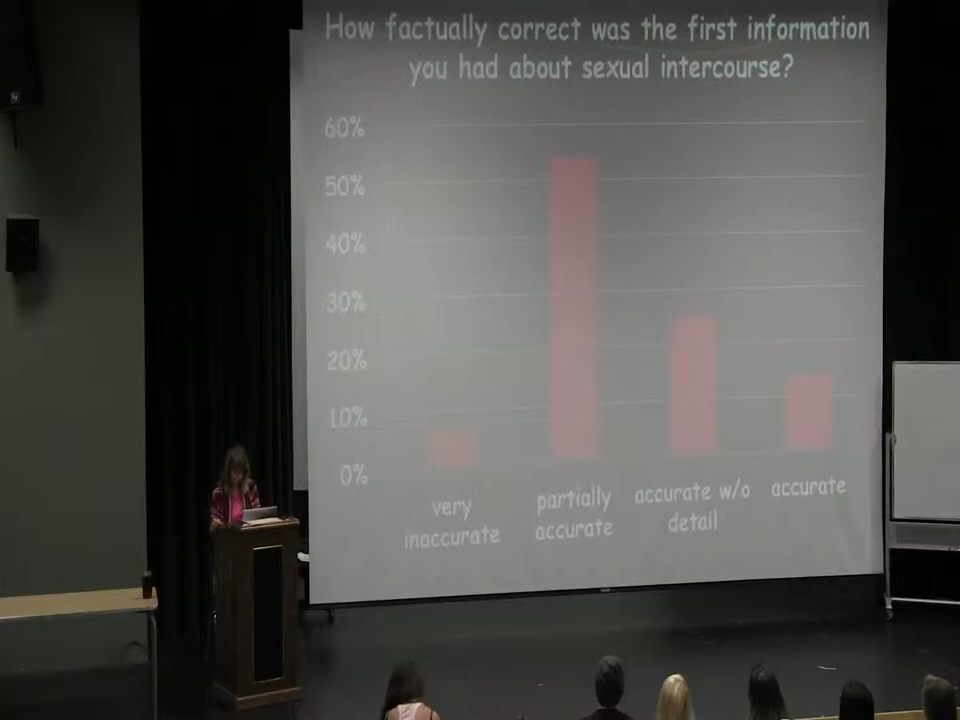 How factually correct was the first information
you had about sexual intercourse?
60%
50%
40%
30%
20%
10%
0%
very
inaccurate
partially
accurate
accurate w/o
detail
accurate